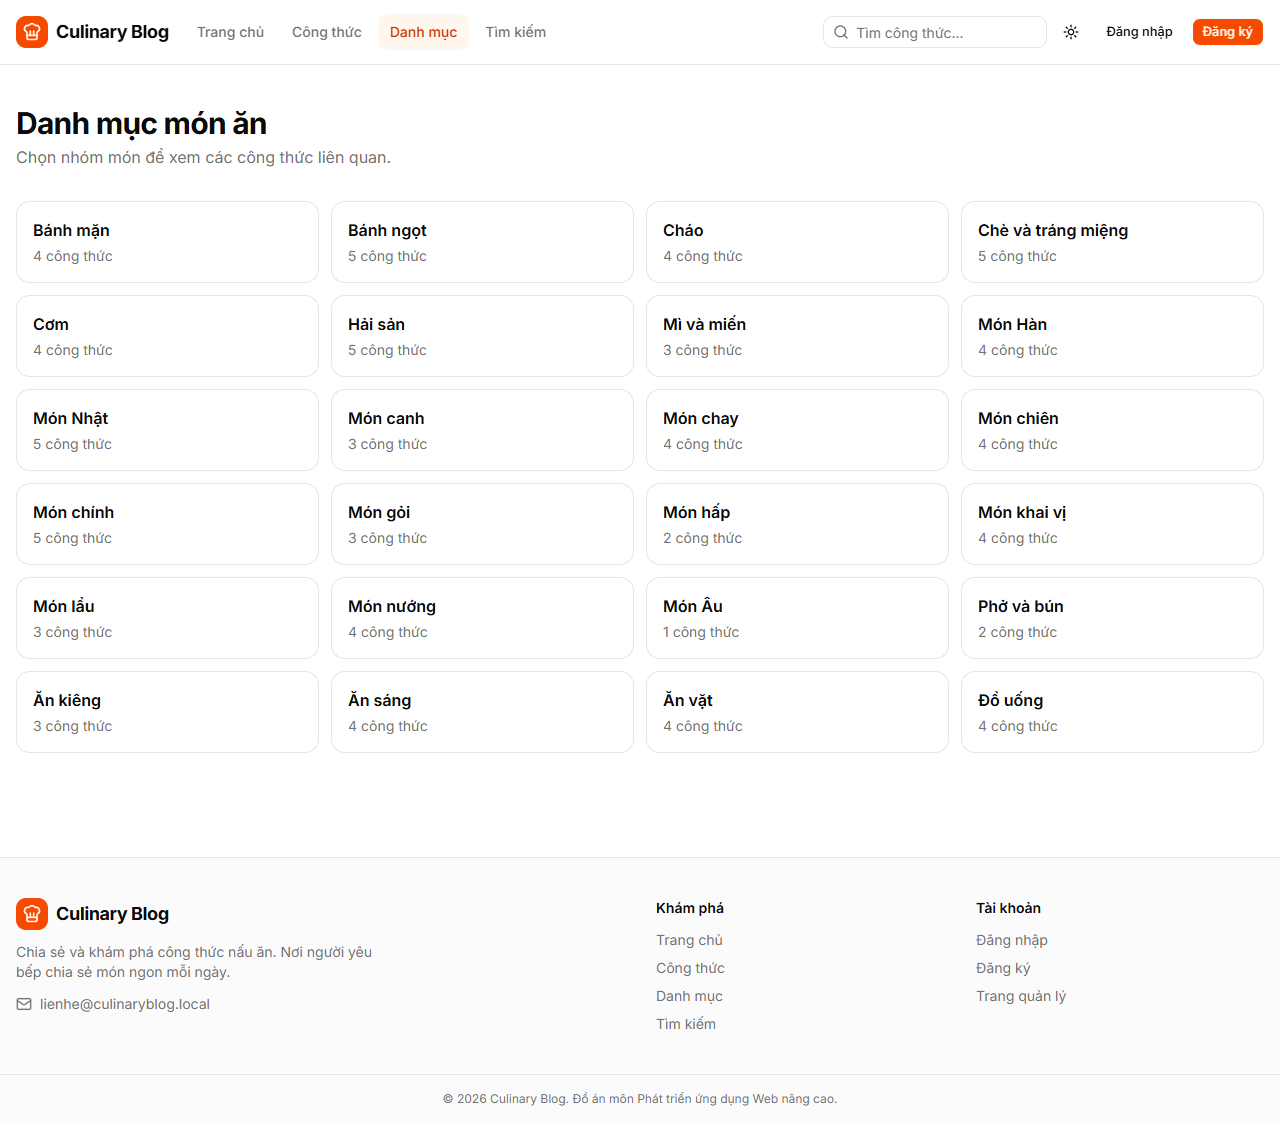 Culinary Blog
Trang chủ
Công thức
Danh mục
Tìm kiếm
Tìm công thức...
Đăng nhập
Đăng ký
Danh mục món ăn
Chọn nhóm món để xem các công thức liên quan.
Bánh mặn
4 công thức
Bánh ngọt
5 công thức
Cháo
4 công thức
Chè và tráng miệng
5 công thức
Cơm
4 công thức
Hải sản
5 công thức
Mì và miến
3 công thức
Món Hàn
4 công thức
Món Nhật
5 công thức
Món canh
3 công thức
Món chay
4 công thức
Món chiên
4 công thức
Món chính
5 công thức
Món gỏi
3 công thức
Món hấp
2 công thức
Món khai vị
4 công thức
Món lẩu
3 công thức
Món nướng
4 công thức
Món Âu
1 công thức
Phở và bún
2 công thức
Ăn kiêng
3 công thức
Ăn sáng
4 công thức
Ăn vặt
4 công thức
Đồ uống
4 công thức
Culinary Blog
Chia sẻ và khám phá công thức nấu ăn. Nơi người yêu
bếp chia sẻ món ngon mỗi ngày.
lienhe@culinaryblog.local
Khám phá
Trang chủ
Công thức
Danh mục
Tìm kiếm
Tài khoản
Đăng nhập
Đăng ký
Trang quản lý
© 2026 Culinary Blog. Đồ án môn Phát triển ứng dụng Web nâng cao.